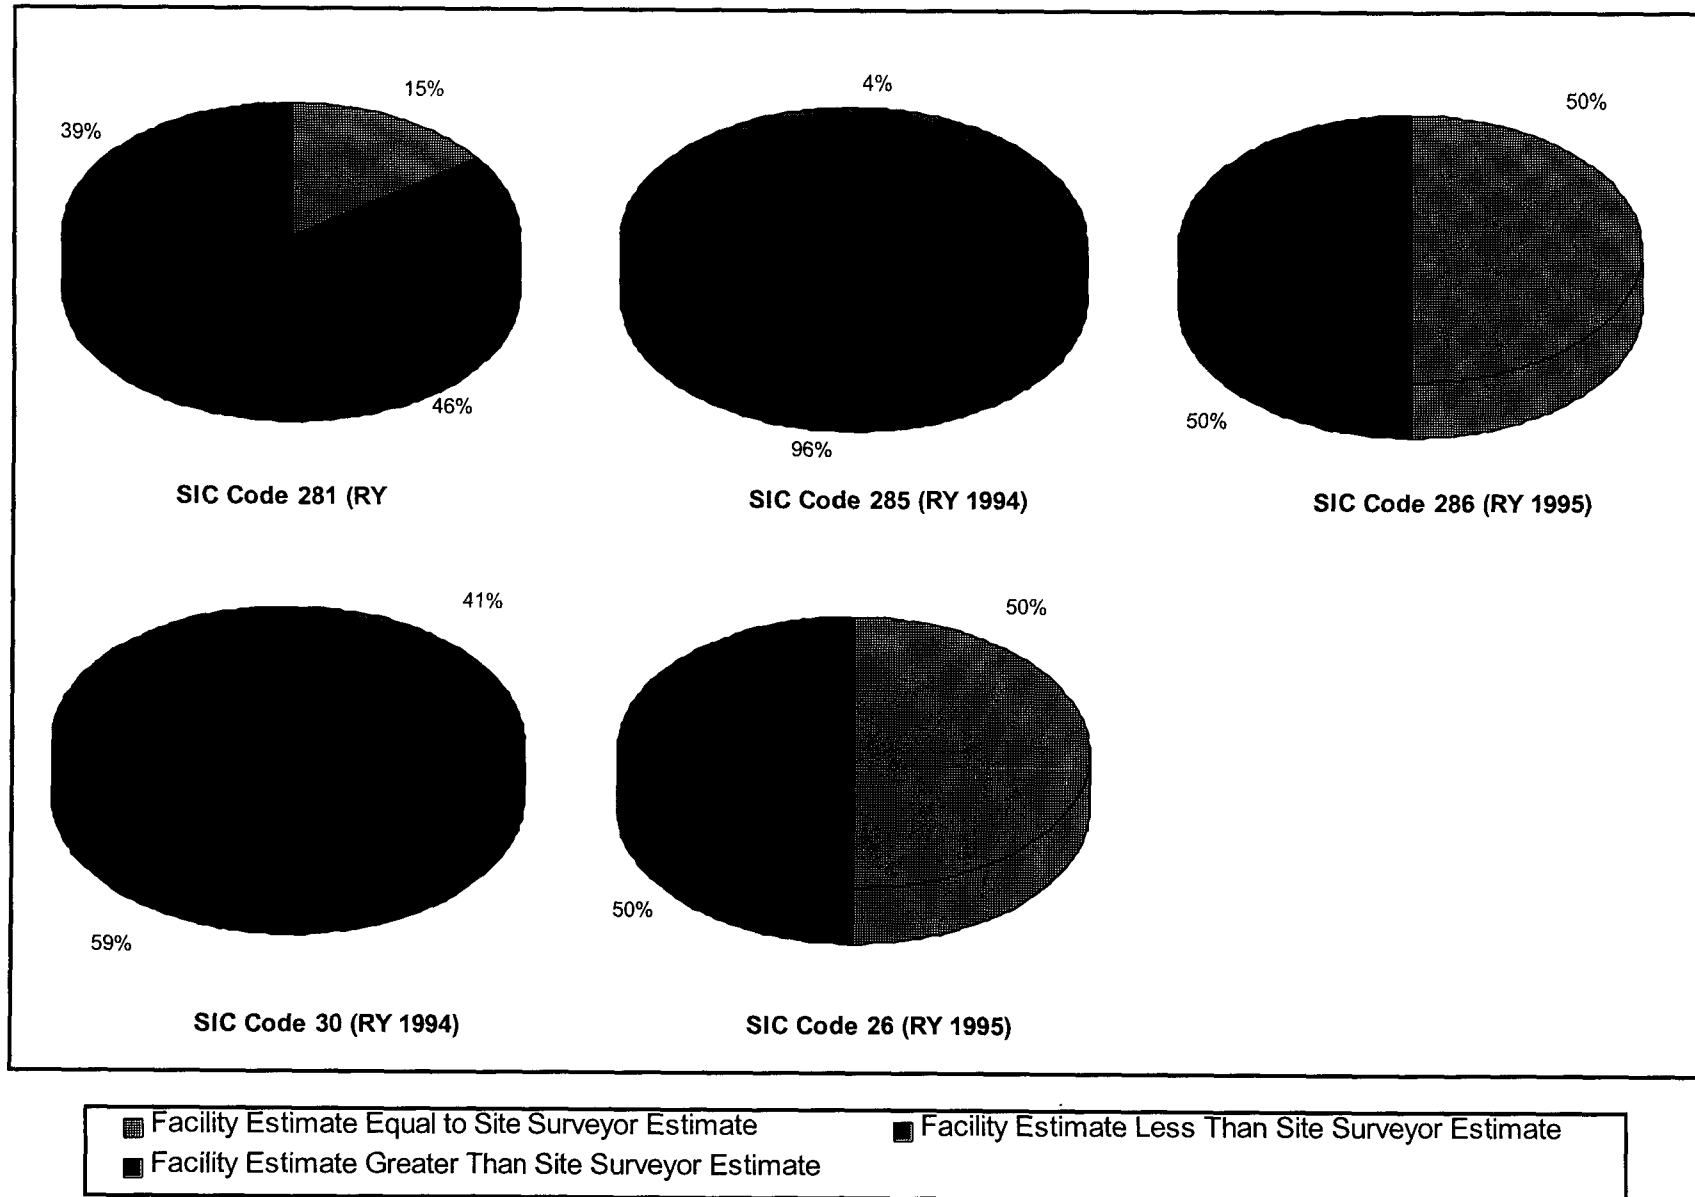 15%
39%
46%
SIC Code 281 (RY
4%
96%
SIC Code 285 (RY 1994)
50%
50%
SIC Code 286 (RY 1995)
41%
59%
SIC Code 30 (RY 1994)
50%
50%
SIC Code 26 (RY 1995)
Facility Estimate Equal to Site Surveyor Estimate
Facility Estimate Less Than Site Surveyor Estimate
Facility Estimate Greater Than Site Surveyor Estimate